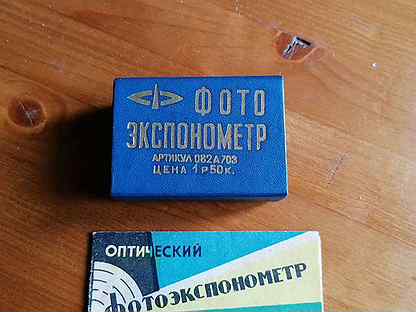 ФОТО
ЭКСПОНОМЕТР
АРТИКУЛ 082А703
ЦЕНА 1Р50К.
ОПТИЧЕСКИЙ
ФОТОЭКСПОНОМЕТР